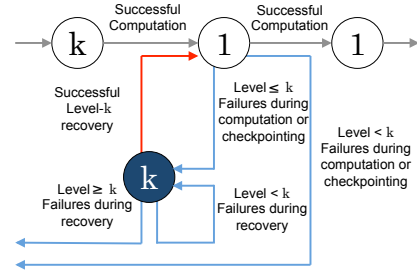 Successful
Computation
Successful
Computation
k
1
1
Successful
Level-k
recovery
Level ≤ k
Failures during
computation or
checkpointing
Level < k
Failures during
computation or
checkpointing
k
Level ≥ k
Failures during
recovery
Level < k
Failures during
recovery